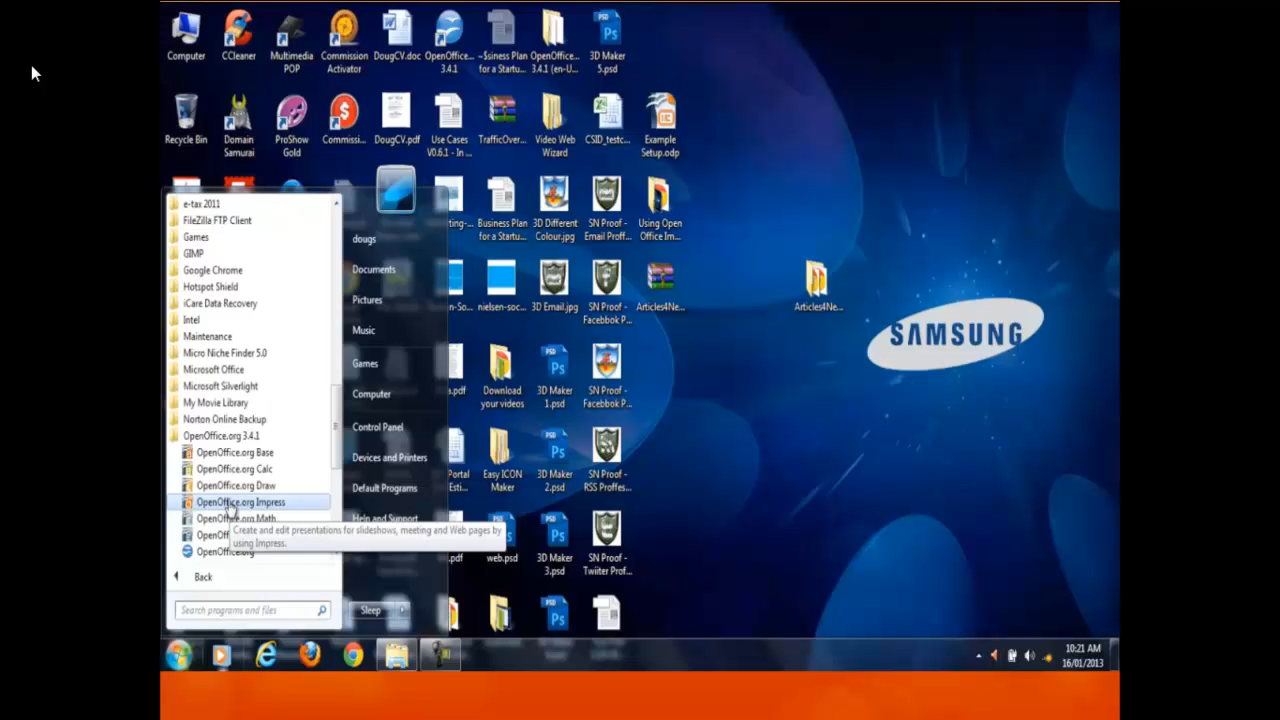 Computer
CCleaner
Multimedia
POP
Commission
Activator
DougCV.doc
OpenOffice...
3.4.1
~$siness Plan
for a Startu...
OpenOffice...
3.4.1 (en-U...
3D Maker
5.psd
Recycle Bin
Domain
Samurai
ProShow
Gold
Commissi...
DougCV.pdf
Use Cases
V0.6.1 - In ...
TrafficOver...
Video Web
Wizard
CSID_testc...
Example
Setup.odp
Business Plan
for a Startu...
3D Different
Colour.jpg
SN Proof -
Email Proff...
Using Open
Office Im...
nielsen-soc...
3D Email.jpg
SN Proof -
Facebbok P...
Articles4Ne...
Articles4Ne...
SAMSUNG
Download
your videos
3D Maker
1.psd
SN Proof -
Facebbok P...
Easy ICON
Maker
3D Maker
2.psd
SN Proof -
RSS Proffes...
web.psd
3D Maker
3.psd
SN Proof -
Twiiter Prof...
e-tax 2011
FileZilla FTP Client
Games
GIMP
Google Chrome
Hotspot Shield
iCare Data Recovery
Intel
Maintenance
Micro Niche Finder 5.0
Microsoft Office
Microsoft Silverlight
My Movie Library
Norton Online Backup
OpenOffice.org 3.4.1
OpenOffice.org Base
OpenOffice.org Calc
OpenOffice.org Draw
OpenOffice.org Impress
OpenOffice.org Math
OpenOffice.org
Back
Search programs and files
dougs
Documents
Pictures
Music
Games
Computer
Control Panel
Devices and Printers
Default Programs
Help and Support
Create and edit presentations for slideshows, meeting and Web pages by
using Impress.
Sleep
10:21 AM
16/01/2013